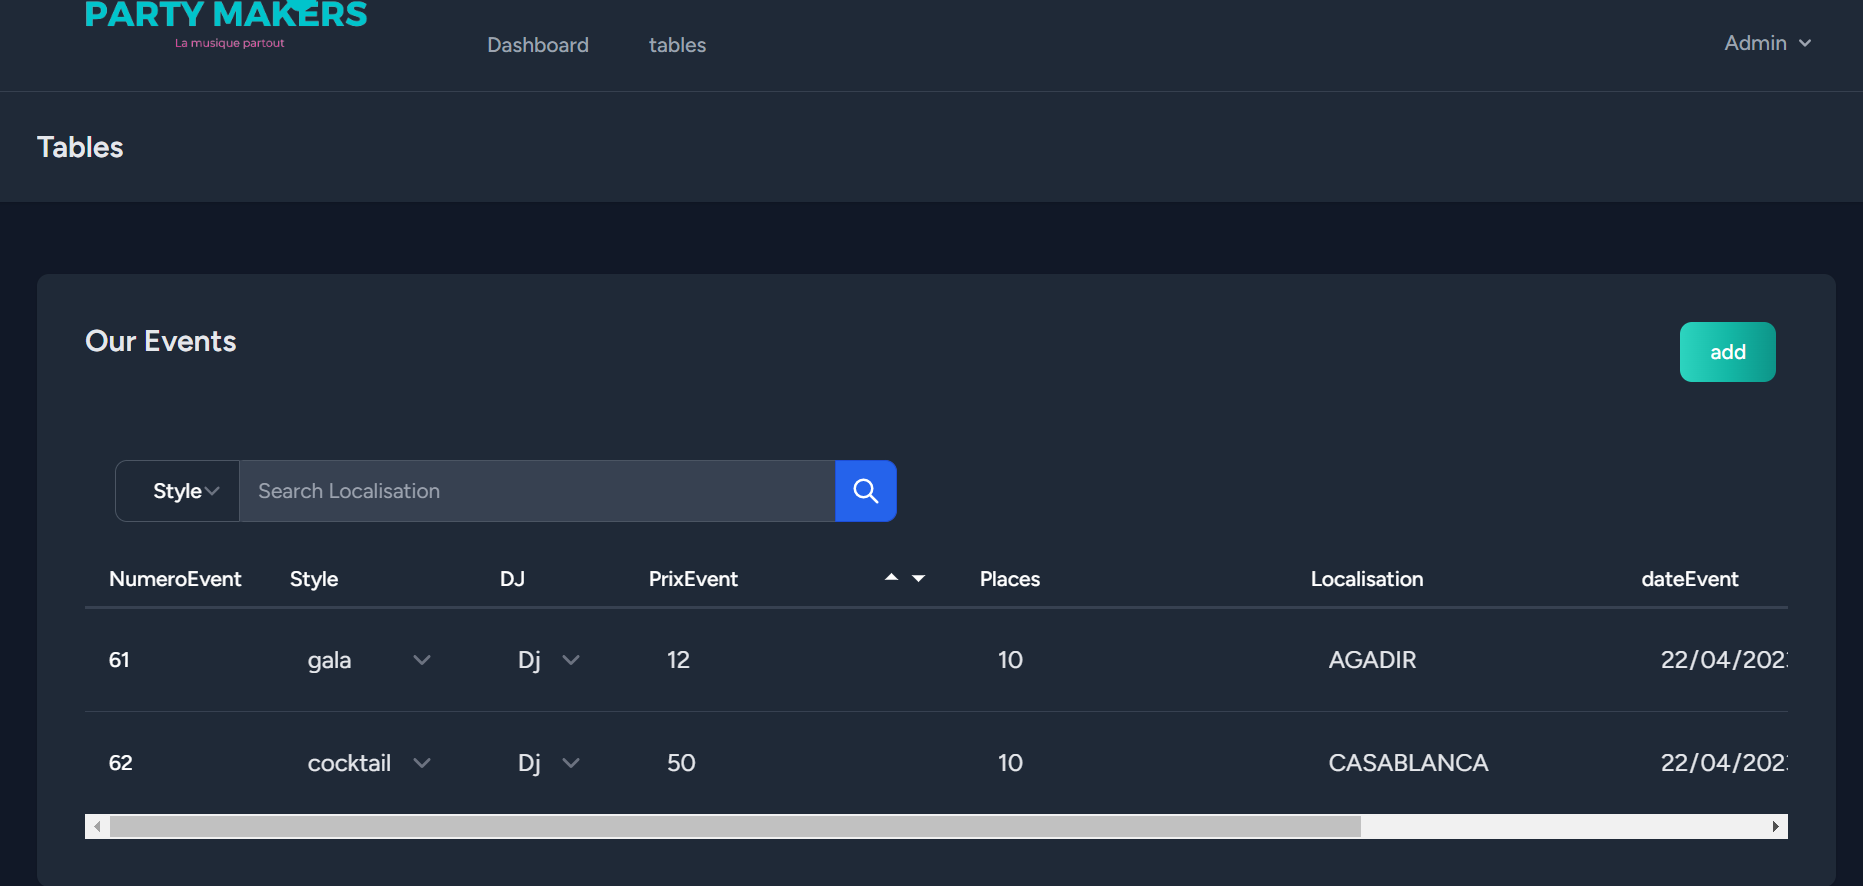 PARTY MAKERS
La musique partout
Dashboard tables
Admin
Tables
Our Events
add
Style Search Localisation
NumeroEvent Style DJ PrixEvent Places Localisation dateEvent
61 gala Dj 12 10 AGADIR 22/04/202
62 cocktail Dj 50 10 CASABLANCA 22/04/202